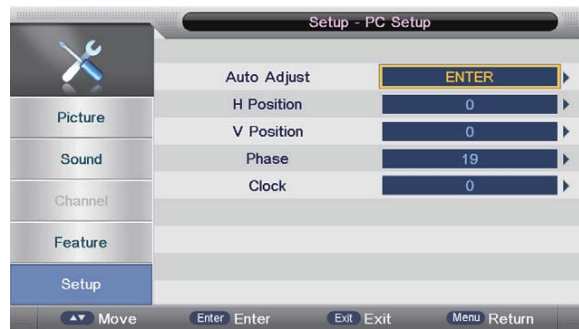 Setup - PC Setup
Auto Adjust ENTER
H Position 0
V Position 0
Phase 19
Clock 0
Picture
Sound
Channel
Feature
Setup
Move Enter Enter Exit Exit Menu Return